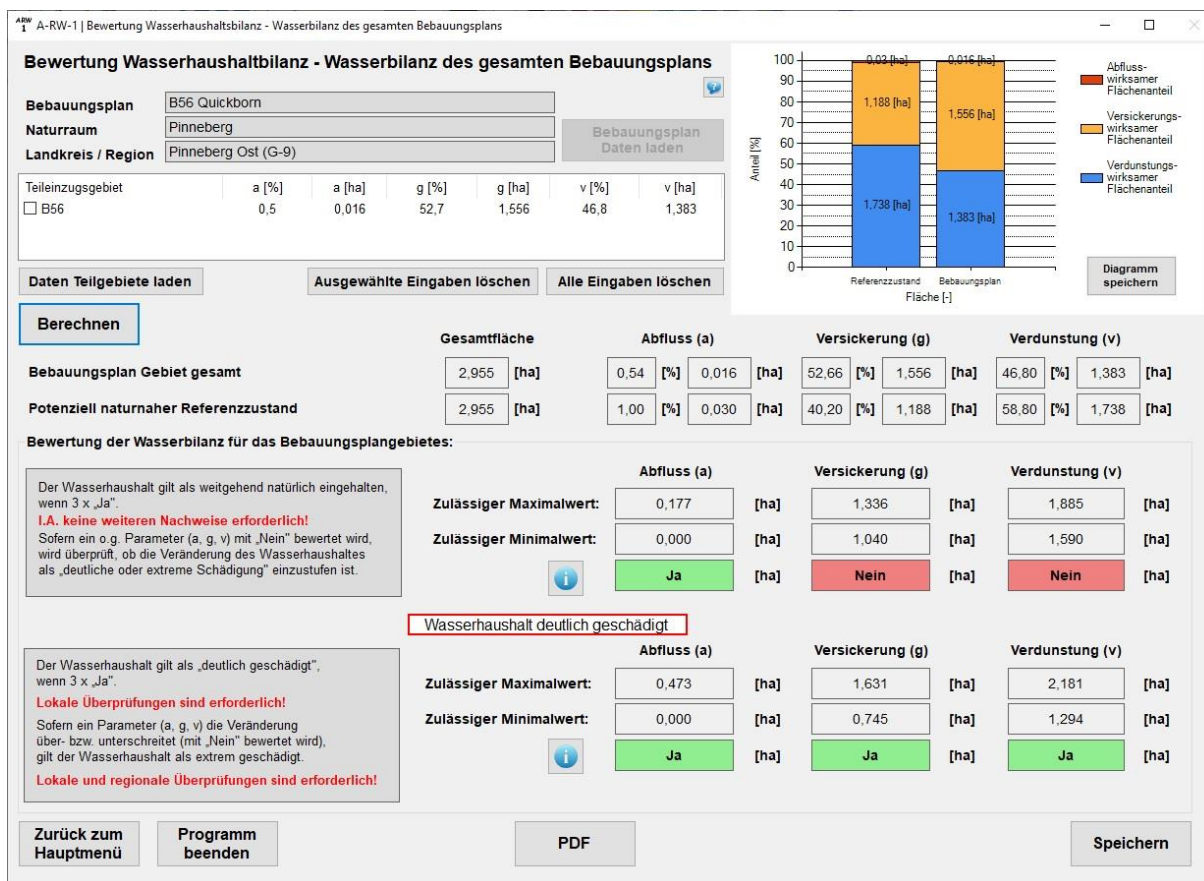 ARW 1 A-RW-1 | Bewertung Wasserhaushaltsbilanz - Wasserbilanz des gesamten Bebauungsplans
Bewertung Wasserhaushaltbilanz - Wasserbilanz des gesamten Bebauungsplans
Bebauungsplan B56 Quickborn
Naturraum Pinneberg
Landkreis / Region Pinneberg Ost (G-9)
Bebauungsplan
Daten laden
Teileinzugsgebiet a [%] a [ha] g [%] g [ha] v [%] v [ha]
B56 0,5 0,016 52,7 1,556 46,8 1,383
Daten Teilgebiete laden Ausgewählte Eingaben löschen Alle Eingaben löschen
Anteil [%]
100
90
80
70
60
50
40
30
20
10
0
0,03 [ha] 0,016 [ha]
1,188 [ha] 1,556 [ha]
1,738 [ha] 1,383 [ha]
Referenzzustand Bebauungsplan
Fläche [-]
Abfluss-
wirksamer
Flächenanteil
Versickerungs-
wirksamer
Flächenanteil
Verdunstungs-
wirksamer
Flächenanteil
Diagramm
speichern
Berechnen
Gesamtfläche Abfluss (a) Versickerung (g) Verdunstung (v)
Bebauungsplan Gebiet gesamt 2,955 [ha] 0,54 [%] 0,016 [ha] 52,66 [%] 1,556 [ha] 46,80 [%] 1,383 [ha]
Potenziell naturnaher Referenzzustand 2,955 [ha] 1,00 [%] 0,030 [ha] 40,20 [%] 1,188 [ha] 58,80 [%] 1,738 [ha]
Bewertung der Wasserbilanz für das Bebauungsplangebietes:
Der Wasserhaushalt gilt als weitgehend natürlich eingehalten,
wenn 3 x „Ja".
I.A. keine weiteren Nachweise erforderlich!
Sofern ein o.g. Parameter (a, g, v) mit „Nein" bewertet wird,
wird überprüft, ob die Veränderung des Wasserhaushaltes
als „deutliche oder extreme Schädigung" einzustufen ist.
Abfluss (a) Versickerung (g) Verdunstung (v)
Zulässiger Maximalwert: 0,177 [ha] 1,336 [ha] 1,885 [ha]
Zulässiger Minimalwert: 0,000 [ha] 1,040 [ha] 1,590 [ha]
Ja [ha] Nein [ha] Nein [ha]
Wasserhaushalt deutlich geschädigt
Der Wasserhaushalt gilt als „deutlich geschädigt",
wenn 3 x „Ja".
Lokale Überprüfungen sind erforderlich!
Sofern ein Parameter (a, g, v) die Veränderung
über- bzw. unterschreitet (mit „Nein" bewertet wird),
gilt der Wasserhaushalt als extrem geschädigt.
Lokale und regionale Überprüfungen sind erforderlich!
Abfluss (a) Versickerung (g) Verdunstung (v)
Zulässiger Maximalwert: 0,473 [ha] 1,631 [ha] 2,181 [ha]
Zulässiger Minimalwert: 0,000 [ha] 0,745 [ha] 1,294 [ha]
Ja [ha] Ja [ha] Ja [ha]
Zurück zum
Hauptmenü
Programm
beenden
PDF
Speichern